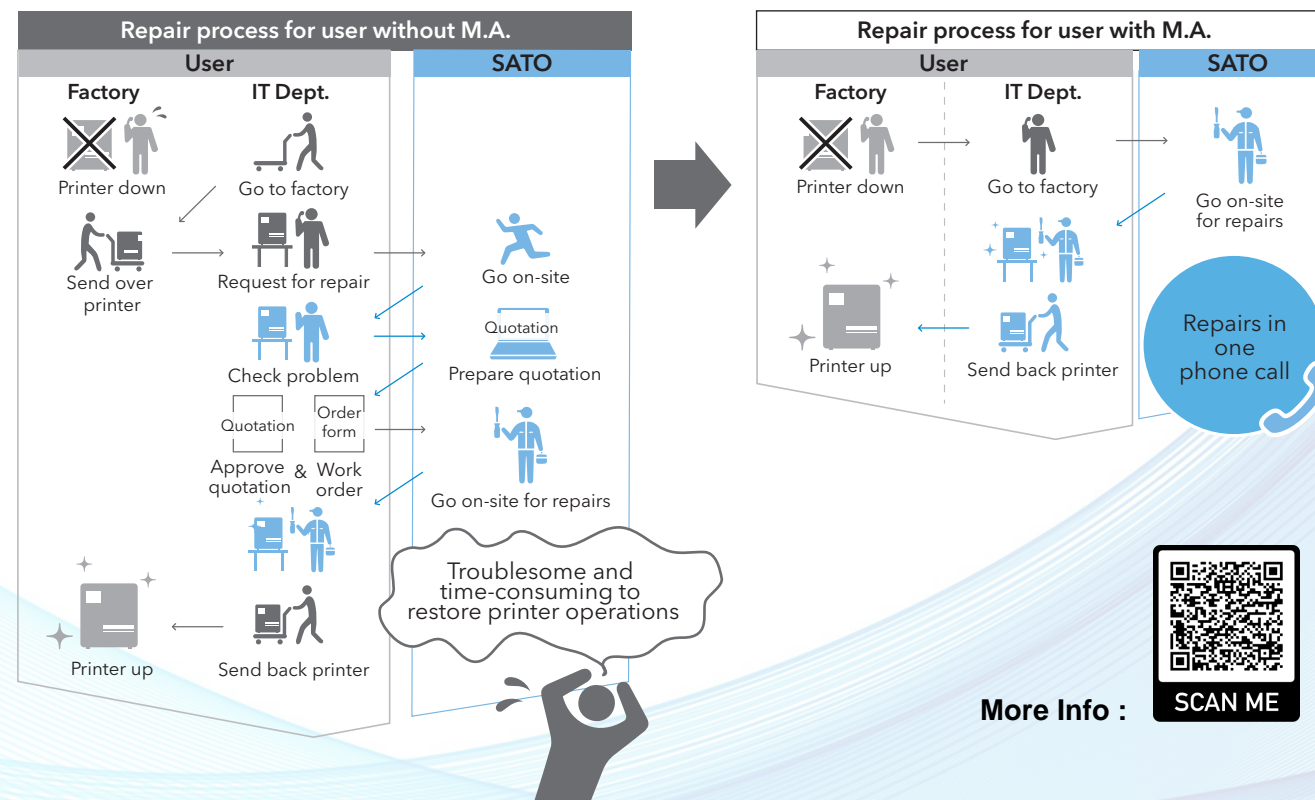 Repair process for user without M.A.
User
SATO
Factory
IT Dept.
Printer down
Go to factory
Send over
printer
Request for repair
Go on-site
Check problem
Quotation
Prepare quotation
Quotation
Order
form
Approve
quotation
&
Work
order
Go on-site for repairs
Troublesome and
time-consuming to
restore printer operations
Printer up
Send back printer
Repair process for user with M.A.
User
SATO
Factory
IT Dept.
Printer down
Go to factory
Go on-site
for repairs
Printer up
Send back printer
Repairs in
one
phone call
More Info :
SCAN ME